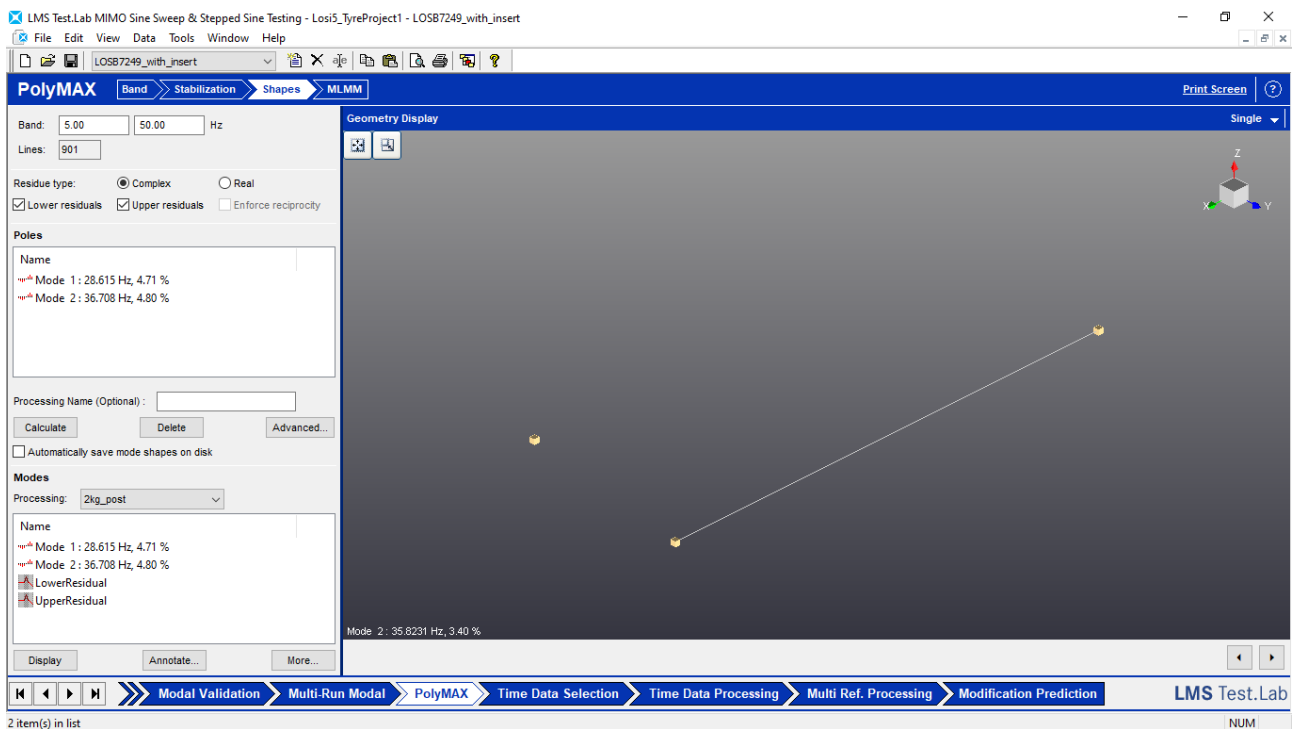 LMS Test.Lab MIMO Sine Sweep & Stepped Sine Testing - Losi5_TyreProject1 - LOSB7249_with_insert
File Edit View Data Tools Window Help
LOSB7249_with_insert
PolyMAX Band Stabilization Shapes MLMM Print Screen
Band: 5.00 50.00 Hz
Lines: 901
Residue type: Complex Real
Lower residuals Upper residuals Enforce reciprocity
Poles
Name
Mode 1 : 28.615 Hz, 4.71 %
Mode 2 : 36.708 Hz, 4.80 %
Processing Name (Optional) :
Calculate Delete Advanced...
Automatically save mode shapes on disk
Modes
Processing: 2kg_post
Name
Mode 1 : 28.615 Hz, 4.71 %
Mode 2 : 36.708 Hz, 4.80 %
LowerResidual
UpperResidual
Display Annotate... More...
Geometry Display Single
Z
X Y
Mode 2 : 35.8231 Hz, 3.40 %
Modal Validation Multi-Run Modal PolyMAX Time Data Selection Time Data Processing Multi Ref. Processing Modification Prediction LMS Test.Lab
2 item(s) in list NUM